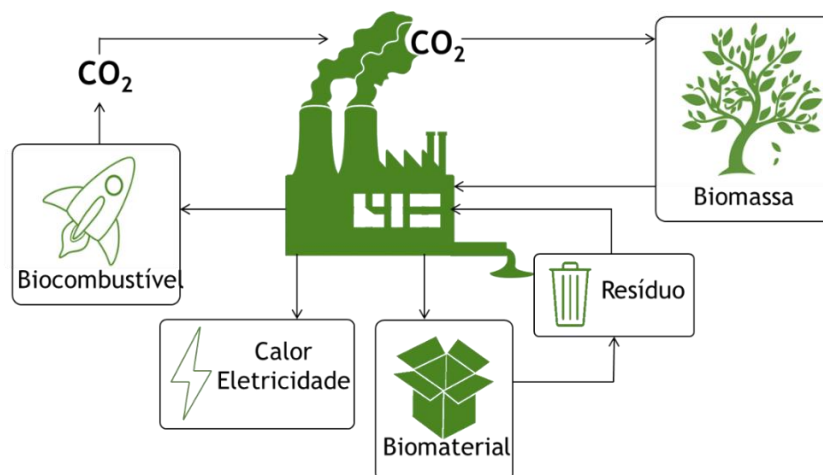 CO₂
CO₂
Biomassa
Biocombustível
Resíduo
Calor
Eletricidade
Biomaterial